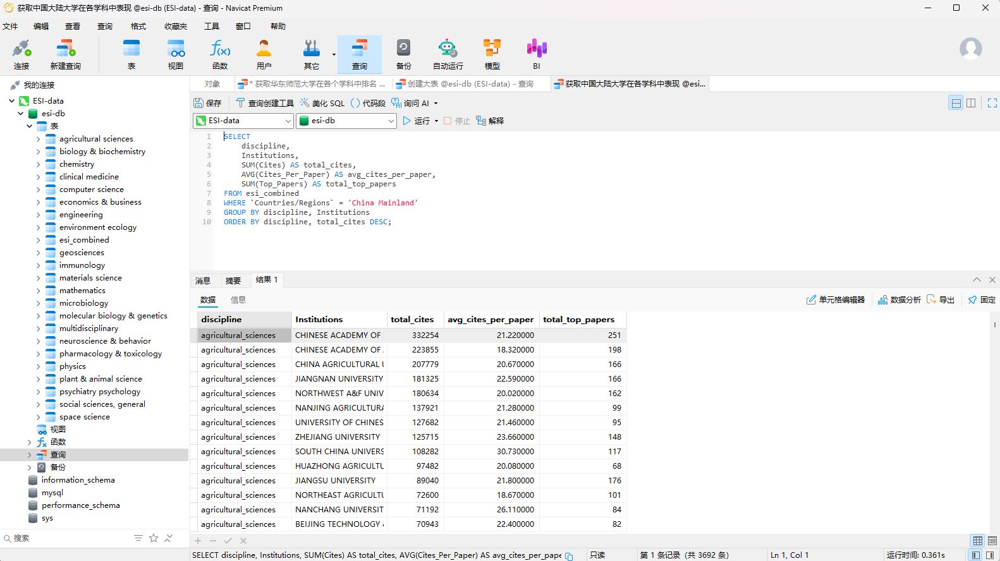 获取中国大陆大学在各学科中表现 @esi-db (ESI-data) - 查询 - Navicat Premium
文件 编辑 查看 查询 格式 收藏夹 工具 窗口 帮助
连接 新建查询 表 视图 函数 用户 其它 查询 备份 自动运行 模型 BI
我的连接
ESI-data
esi-db
表
agricultural sciences
biology & biochemistry
chemistry
clinical medicine
computer science
economics & business
engineering
environment ecology
esi_combined
geosciences
immunology
materials science
mathematics
microbiology
molecular biology & genetics
multidisciplinary
neuroscience & behavior
pharmacology & toxicology
physics
plant & animal science
psychiatry psychology
social sciences, general
space science
视图
函数
查询
备份
information_schema
mysql
performance_schema
sys
搜索
对象 * 获取华东师范大学在各个学科中排名 ... 创建大表 @esi-db (ESI-data) - 查询 获取中国大陆大学在各学科中表现 @esi...
保存 查询创建工具 美化 SQL 代码段 询问 AI
ESI-data esi-db 运行 停止 解释
1 SELECT
2 discipline,
3 Institutions,
4 SUM(Cites) AS total_cites,
5 AVG(Cites_Per_Paper) AS avg_cites_per_paper,
6 SUM(Top_Papers) AS total_top_papers
7 FROM esi_combined
8 WHERE `Countries/Regions` = 'China Mainland'
9 GROUP BY discipline, Institutions
10 ORDER BY discipline, total_cites DESC;
消息 摘要 结果 1
数据 信息 单元格编辑器 数据分析 导出 固定
discipline Institutions total_cites avg_cites_per_paper total_top_papers
agricultural_sciences CHINESE ACADEMY OF 332254 21.220000 251
agricultural_sciences CHINESE ACADEMY OF 223855 18.320000 198
agricultural_sciences CHINA AGRICULTURAL U 207779 20.670000 166
agricultural_sciences JIANGNAN UNIVERSITY 181325 22.590000 166
agricultural_sciences NORTHWEST A&F UNIV 180634 20.020000 162
agricultural_sciences NANJING AGRICULTURA 137921 21.280000 99
agricultural_sciences UNIVERSITY OF CHINES 127682 21.460000 95
agricultural_sciences ZHEJIANG UNIVERSITY 125715 23.660000 148
agricultural_sciences SOUTH CHINA UNIVERS 108282 30.730000 117
agricultural_sciences HUAZHONG AGRICULTU 97482 20.080000 68
agricultural_sciences JIANGSU UNIVERSITY 89040 21.800000 176
agricultural_sciences NORTHEAST AGRICULTU 72600 18.670000 101
agricultural_sciences NANCHANG UNIVERSIT 71192 26.110000 84
agricultural_sciences BEIJING TECHNOLOGY 70943 22.400000 82
SELECT discipline, Institutions, SUM(Cites) AS total_cites, AVG(Cites_Per_Paper) AS avg_cites_per_pape 只读 第 1 条记录 (共 3692 条) Ln 1, Col 1 运行时间: 0.361s